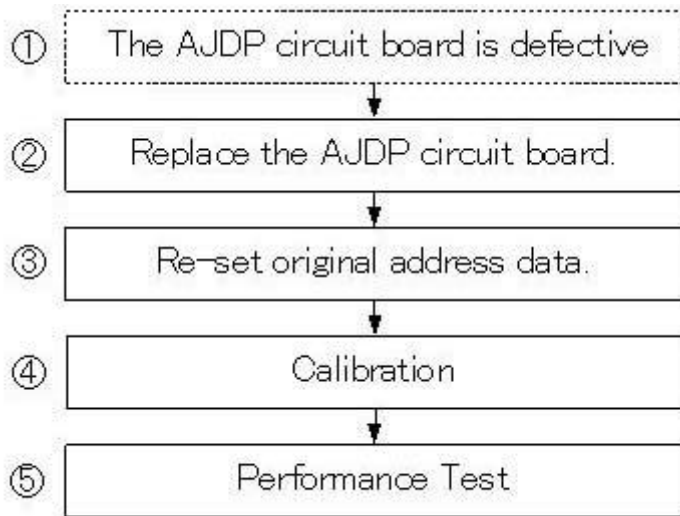 ① The AJDP circuit board is defective
② Replace the AJDP circuit board.
③ Re-set original address data.
④ Calibration
⑤ Performance Test